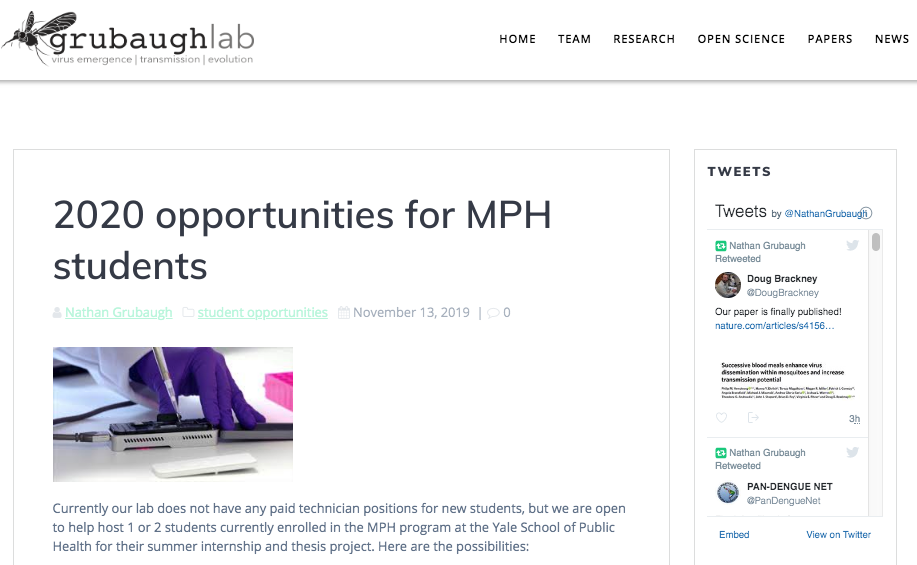 grubaughlab
virus emergence | transmission | evolution
HOME TEAM RESEARCH OPEN SCIENCE PAPERS NEWS
2020 opportunities for MPH
students
Nathan Grubaugh student opportunities November 13, 2019 | 0
Currently our lab does not have any paid technician positions for new students, but we are open
to help host 1 or 2 students currently enrolled in the MPH program at the Yale School of Public
Health for their summer internship and thesis project. Here are the possibilities:
TWEETS
Tweets by @NathanGrubaugh
Nathan Grubaugh
Retweeted
Doug Brackney
@DougBrackney
Our paper is finally published!
nature.com/articles/s4156…
Successive blood meals enhance virus
dissemination within mosquitoes and increase
transmission potential
3h
Nathan Grubaugh
Retweeted
PAN-DENGUE NET
@PanDengueNet
Embed View on Twitter